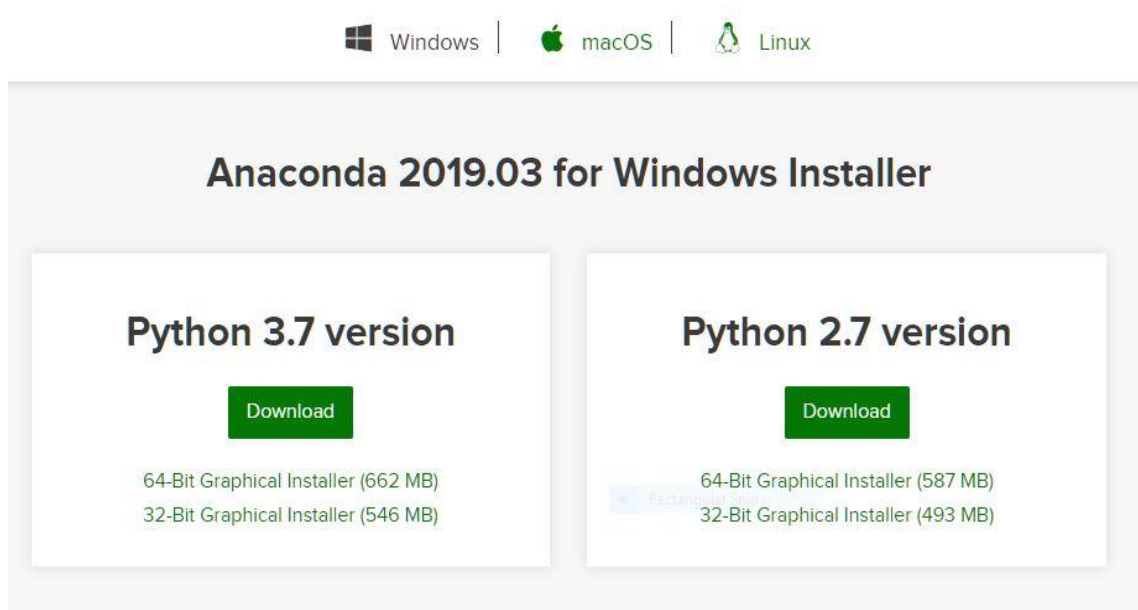 Windows | macOS | Linux
Anaconda 2019.03 for Windows Installer
Python 3.7 version
Download
64-Bit Graphical Installer (662 MB)
32-Bit Graphical Installer (546 MB)
Python 2.7 version
Download
64-Bit Graphical Installer (587 MB)
Rectangular Snip
32-Bit Graphical Installer (493 MB)